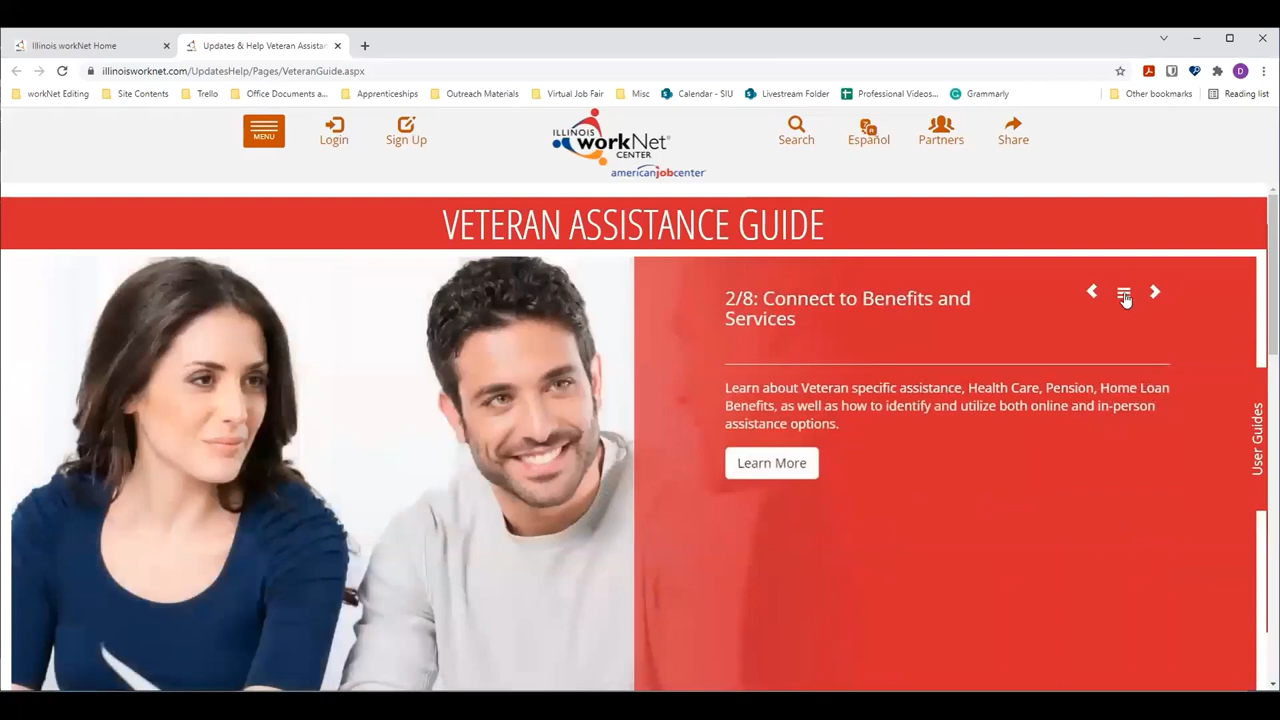 Illinois workNet Home
Updates & Help Veteran Assistan
illinoisworknet.com/UpdatesHelp/Pages/VeteranGuide.aspx
D
workNet Editing
Site Contents
Trello
Office Documents a...
Apprenticeships
Outreach Materials
Virtual Job Fair
Misc
Calendar - SIU
Livestream Folder
Professional Videos...
Grammarly
Other bookmarks
Reading list
MENU
Login
Sign Up
ILLINOIS
workNet
CENTER
americanjobcenter
Search
Español
Partners
Share
VETERAN ASSISTANCE GUIDE
2/8: Connect to Benefits and
Services
Learn about Veteran specific assistance, Health Care, Pension, Home Loan
Benefits, as well as how to identify and utilize both online and in-person
assistance options.
Learn More
User Guides